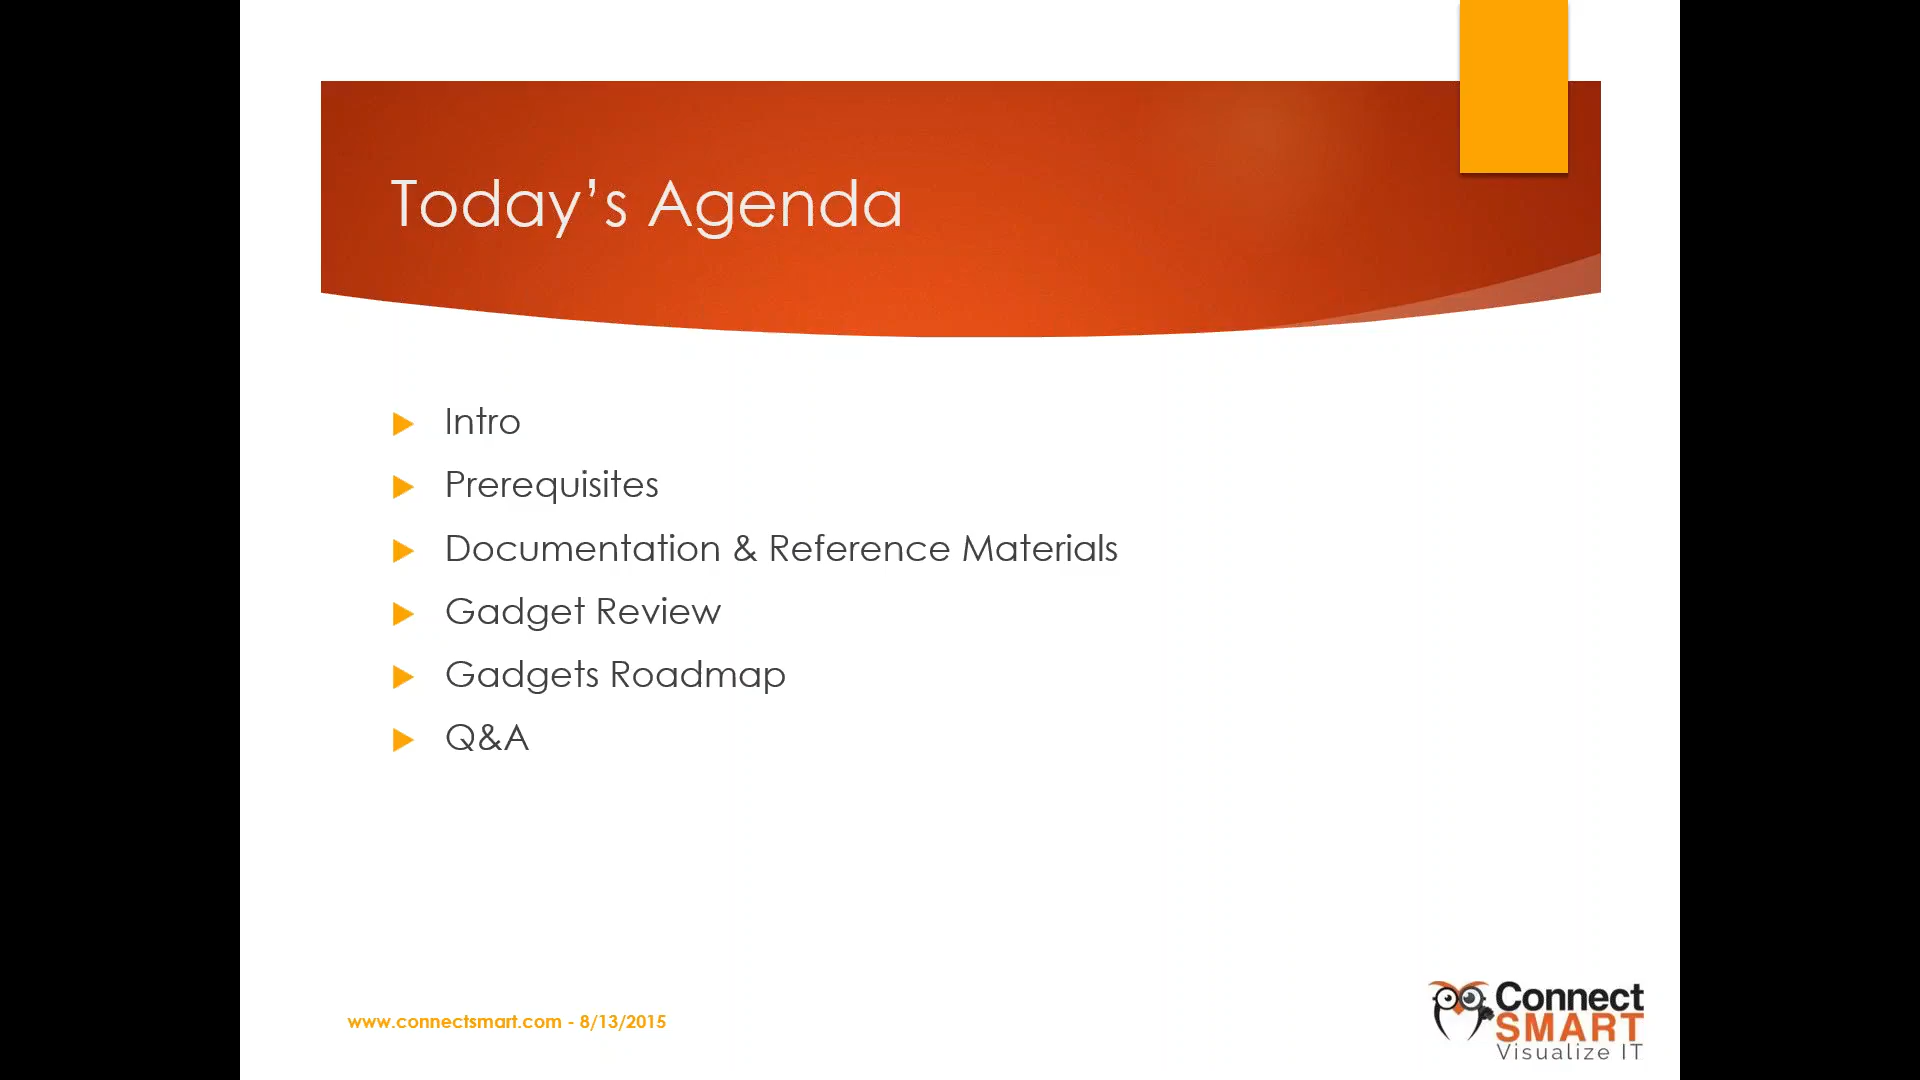 Today’s Agenda
Intro
Prerequisites
Documentation & Reference Materials
Gadget Review
Gadgets Roadmap
Q&A
www.connectsmart.com - 8/13/2015
Connect
SMART
Visualize IT